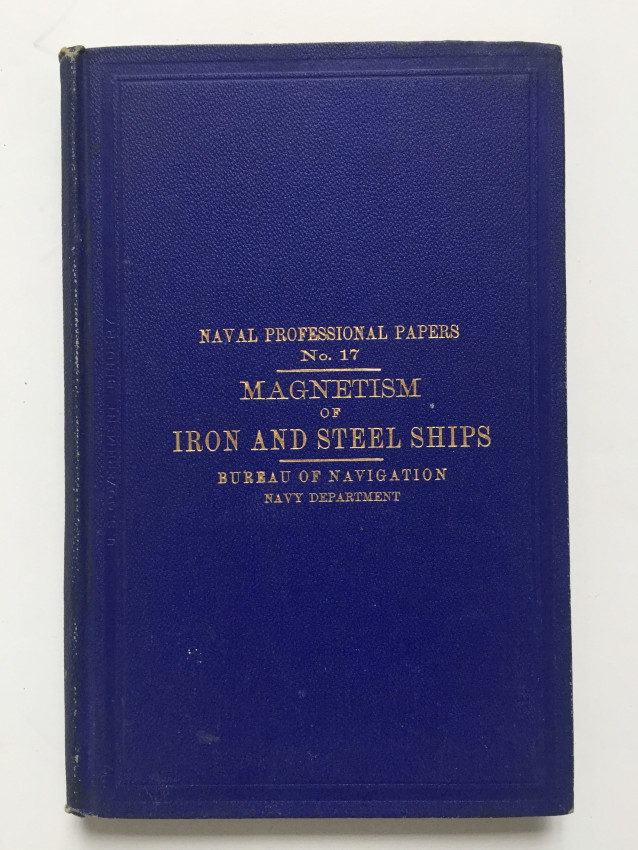 NAVAL PROFESSIONAL PAPERS
No. 17
MAGNETISM
OF
IRON AND STEEL SHIPS
BUREAU OF NAVIGATION
NAVY DEPARTMENT